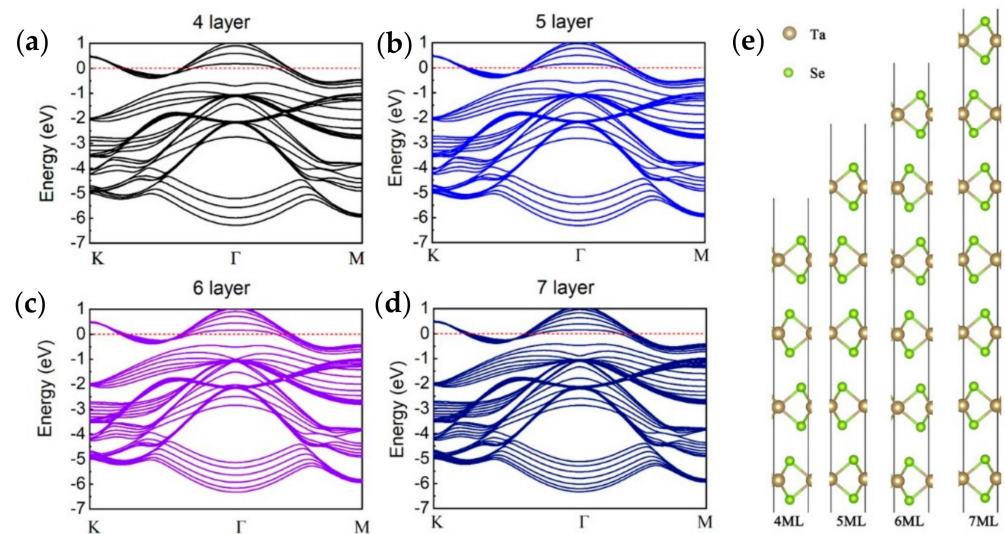 (a)
4 layer
Energy (eV)
1
0
-1
-2
-3
-4
-5
-6
-7
K
Γ
M
(b)
5 layer
Energy (eV)
1
0
-1
-2
-3
-4
-5
-6
-7
K
Γ
M
(c)
6 layer
Energy (eV)
1
0
-1
-2
-3
-4
-5
-6
-7
K
Γ
M
(d)
7 layer
Energy (eV)
1
0
-1
-2
-3
-4
-5
-6
-7
K
Γ
M
(e)
Ta
Se
4ML
5ML
6ML
7ML